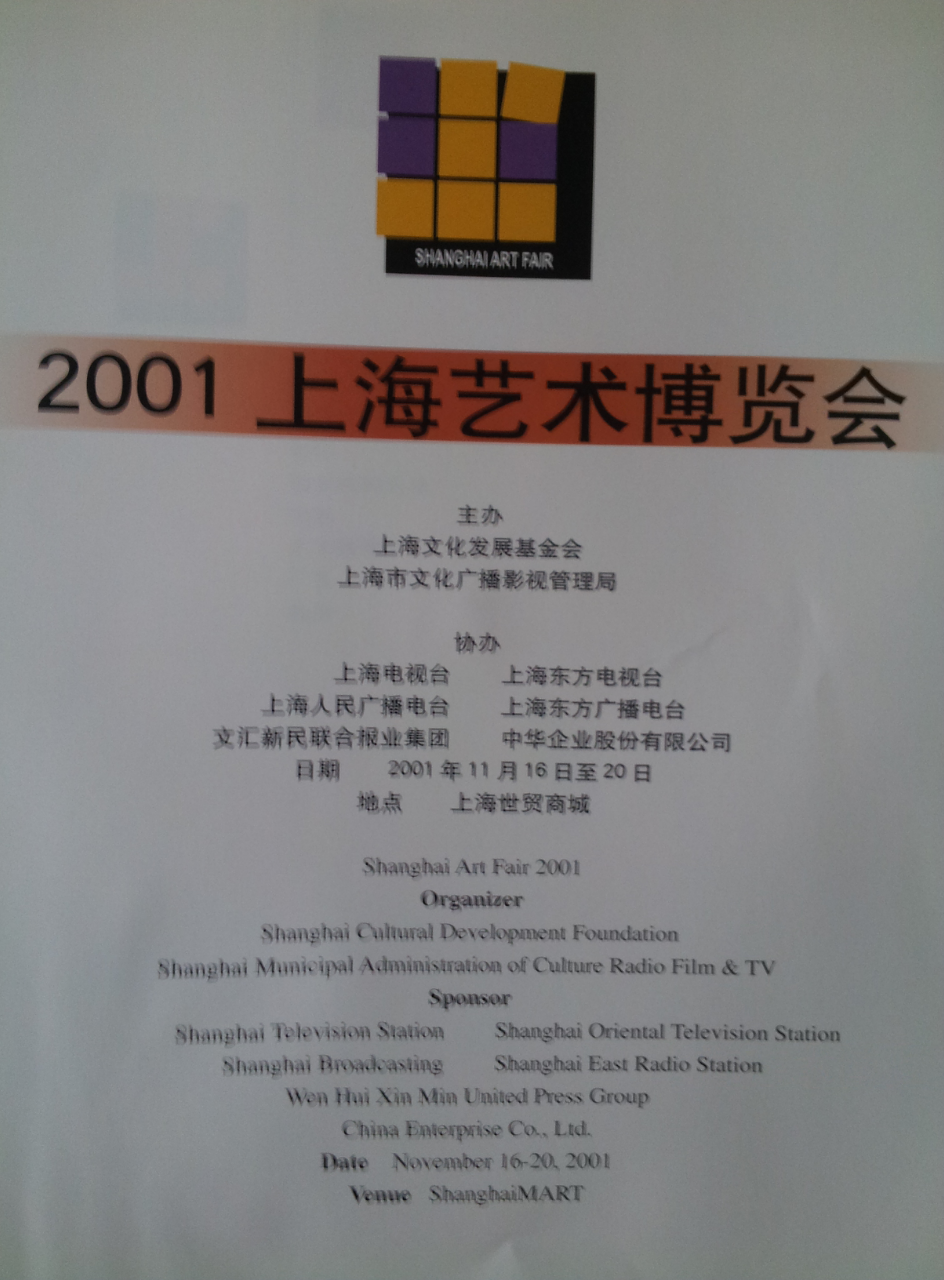 SHANGHAI ART FAIR
2001 上海艺术博览会
主办
上海文化发展基金会
上海市文化广播影视管理局
协办
上海电视台 上海东方电视台
上海人民广播电台 上海东方广播电台
文汇新民联合报业集团 中华企业股份有限公司
日期 2001 年 11 月 16 日至 20 日
地点 上海世贸商城
Shanghai Art Fair 2001
Organizer
Shanghai Cultural Development Foundation
Shanghai Municipal Administration of Culture Radio Film & TV
Sponsor
Shanghai Television Station Shanghai Oriental Television Station
Shanghai Broadcasting Shanghai East Radio Station
Wen Hui Xin Min United Press Group
China Enterprise Co., Ltd.
Date November 16-20, 2001
Venue ShanghaiMART